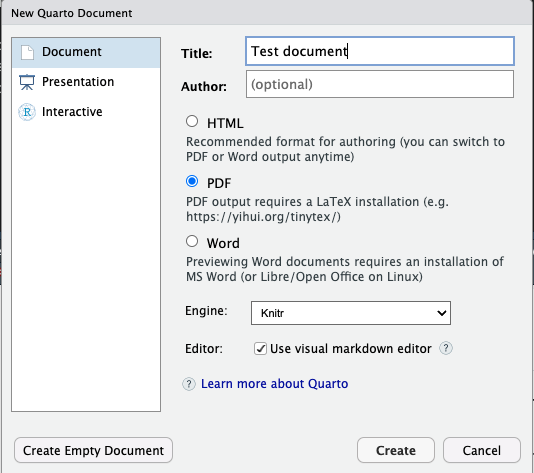 New Quarto Document
Document
Presentation
R Interactive
Title: Test document
Author: (optional)
HTML
Recommended format for authoring (you can switch to
PDF or Word output anytime)
PDF
PDF output requires a LaTeX installation (e.g.
https://yihui.org/tinytex/)
Word
Previewing Word documents requires an installation of
MS Word (or Libre/Open Office on Linux)
Engine: Knitr
Editor: Use visual markdown editor ?
? Learn more about Quarto
Create Empty Document Create Cancel